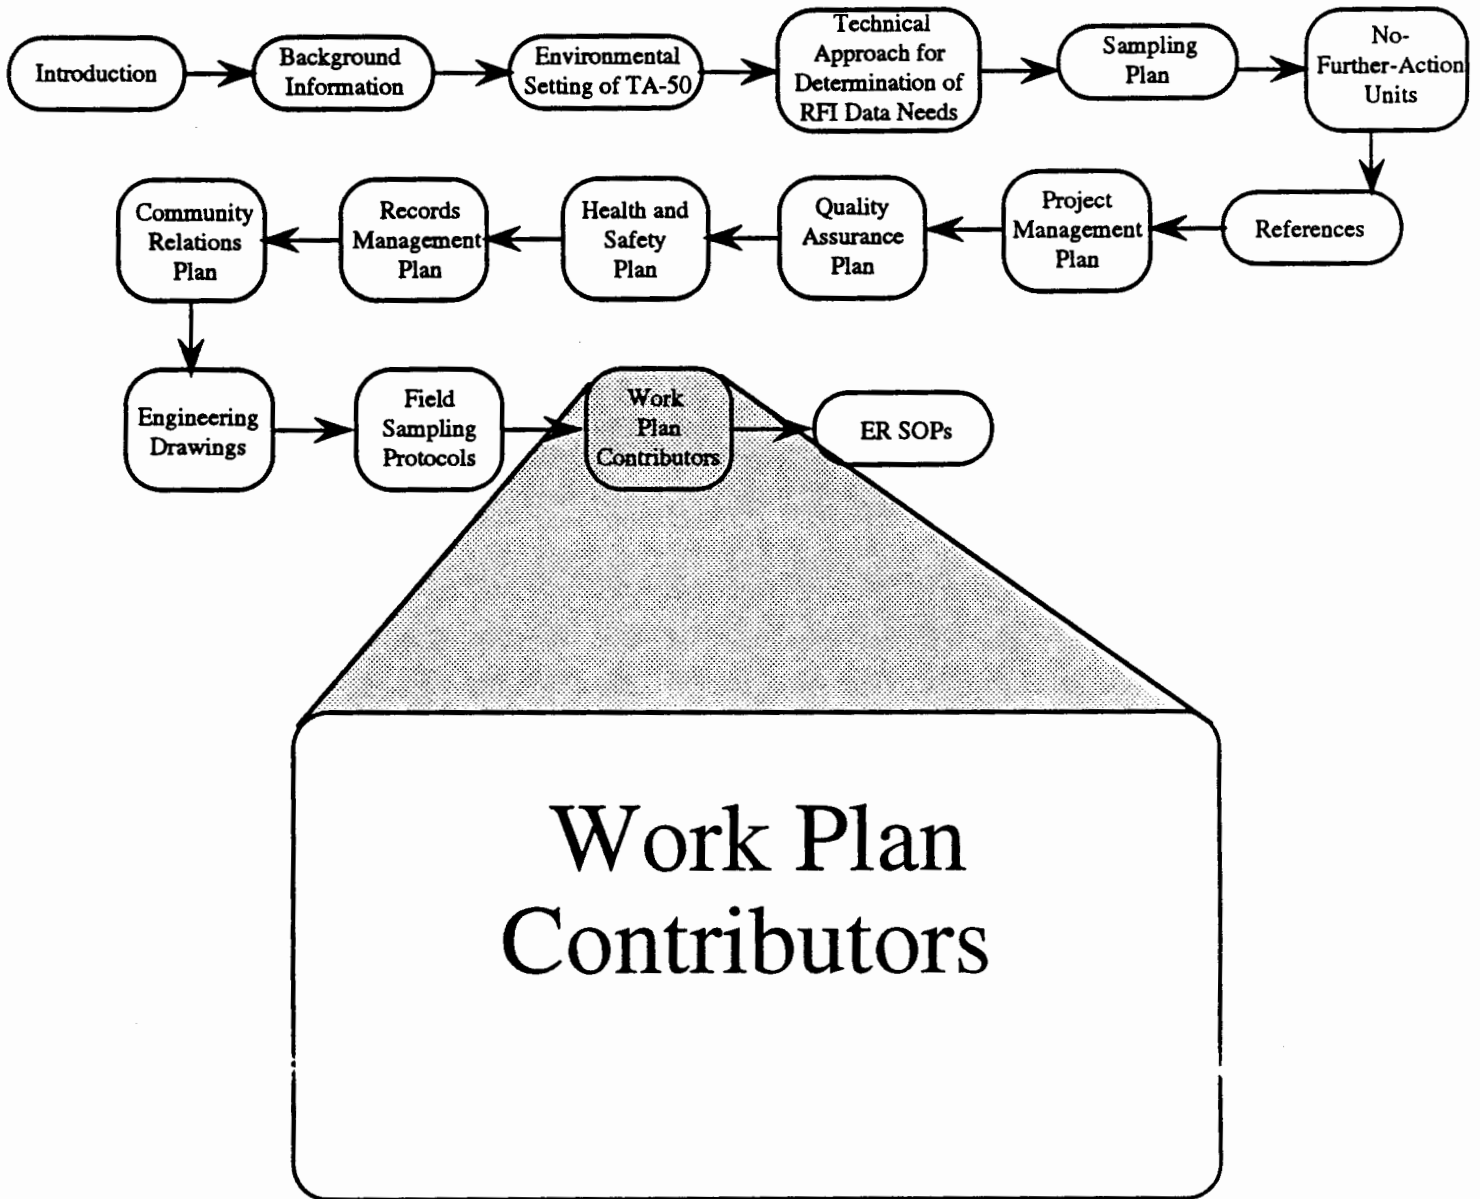 Introduction
Background
Information
Environmental
Setting of TA-50
Technical
Approach for
Determination of
RFI Data Needs
Sampling
Plan
No-
Further-Action
Units
References
Project
Management
Plan
Quality
Assurance
Plan
Health and
Safety
Plan
Records
Management
Plan
Community
Relations
Plan
Engineering
Drawings
Field
Sampling
Protocols
Work
Plan
Contributors
ER SOPs
Work Plan
Contributors